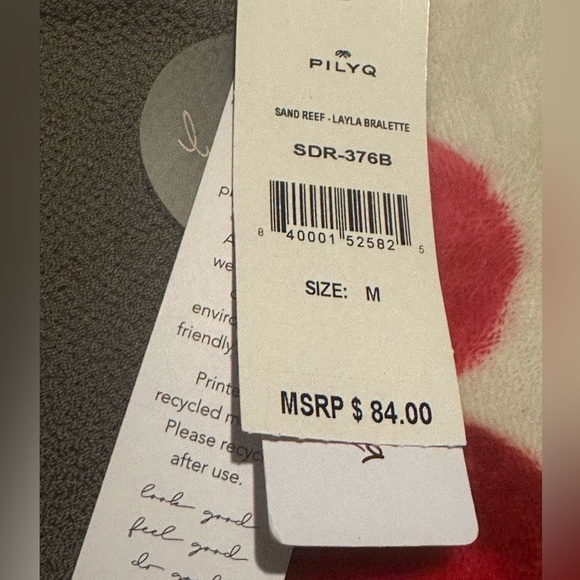 PILYQ
SAND REEF - LAYLA BRALETTE
SDR-376B
8 40001 52582 5
SIZE: M
MSRP $ 84.00
we
friendly
Printe
recycled m
Please recyc
after use.
look good
feel good
do